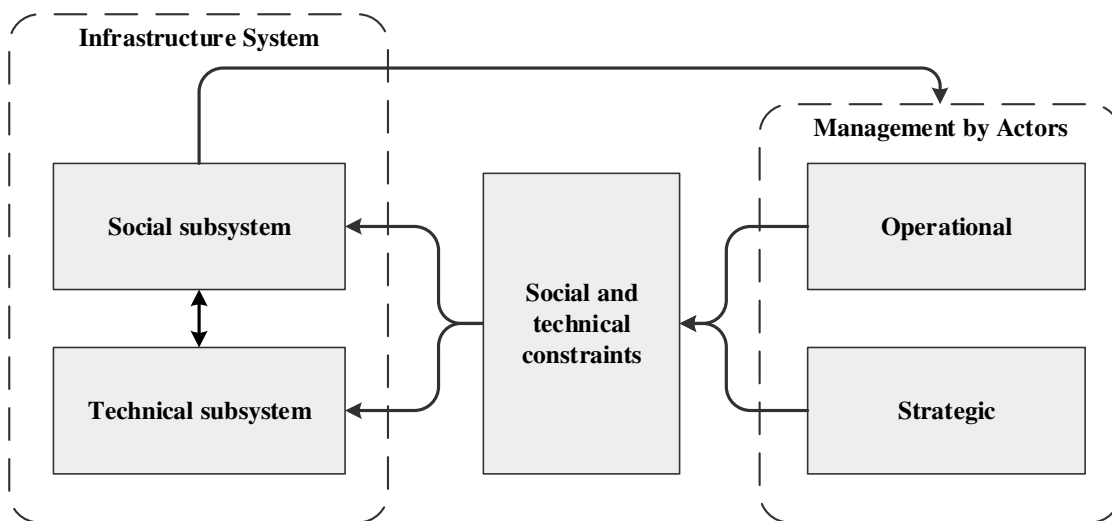 Infrastructure System
Management by Actors
Social subsystem
Operational
Social and
technical
constraints
Technical subsystem
Strategic